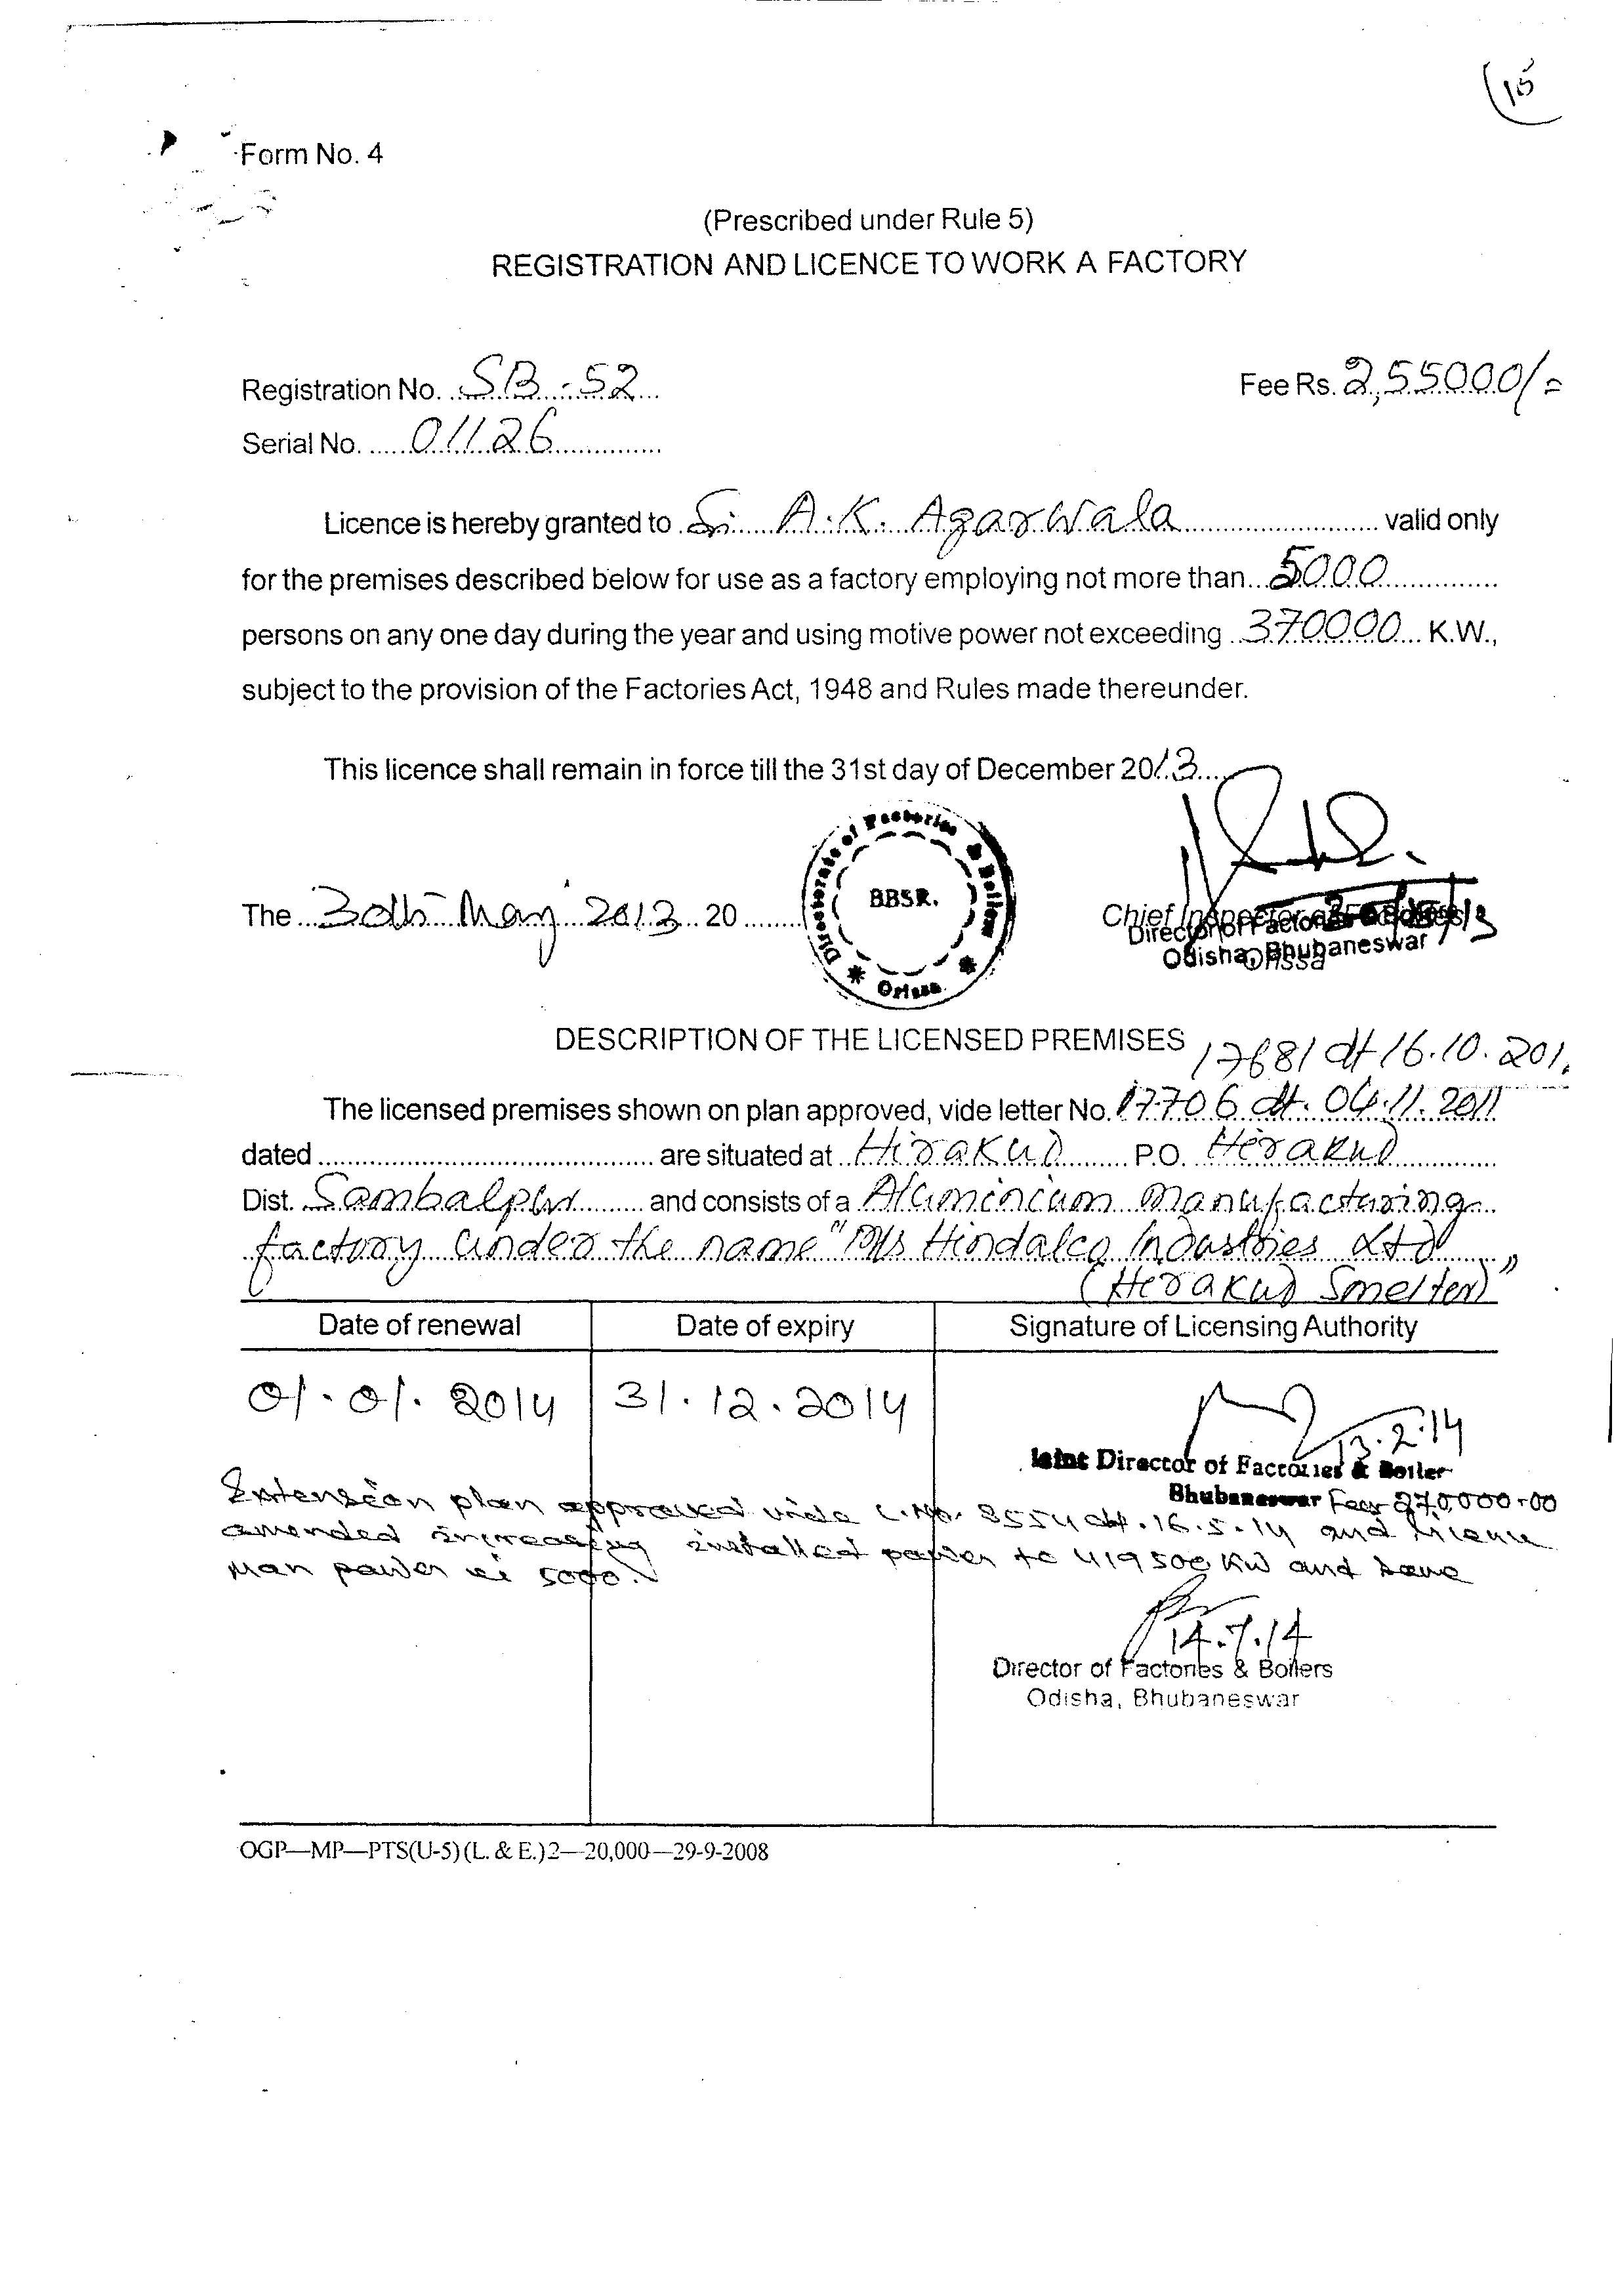 (15
Form No. 4
(Prescribed under Rule 5)
REGISTRATION AND LICENCE TO WORK A FACTORY
Registration No. SB-52 Fee Rs. 2,55000/=
Serial No. 01126
Licence is hereby granted to Sri A.K. Agarwala valid only
for the premises described below for use as a factory employing not more than 5000
persons on any one day during the year and using motive power not exceeding 370000 K.W.,
subject to the provision of the Factories Act, 1948 and Rules made thereunder.
This licence shall remain in force till the 31st day of December 2013
The 30th May 2013 20
Directorate of Factories & Boilers
BBSR.
Orissa
Chief Inspector of Factories
Director of Factories & Boilers
Odisha, Bhubaneswar
Orissa
DESCRIPTION OF THE LICENSED PREMISES
17681 dt 16.10.201
The licensed premises shown on plan approved, vide letter No. 17706 dt. 04.11.2011
dated are situated at Hirakud P.O. Hirakud
Dist. Sambalpur and consists of a Aluminium manufacturing
factory under the name "M/s Hindalco Industries Ltd
(Hirakud Smelter)"
Date of renewal Date of expiry Signature of Licensing Authority
01.01.2014 31.12.2014
13.2.14
Joint Director of Factories & Boiler
Bhubaneswar Fees 270000-00
Extension plan approved vide L.No. 8554 dt. 16.5.14 and licence
amended increasing installed power to 419500 KW and same
man power ie 5000.
14.7.14
Director of Factories & Boilers
Odisha, Bhubaneswar
OGP—MP—PTS(U-5) (L. & E.) 2—20,000—29-9-2008